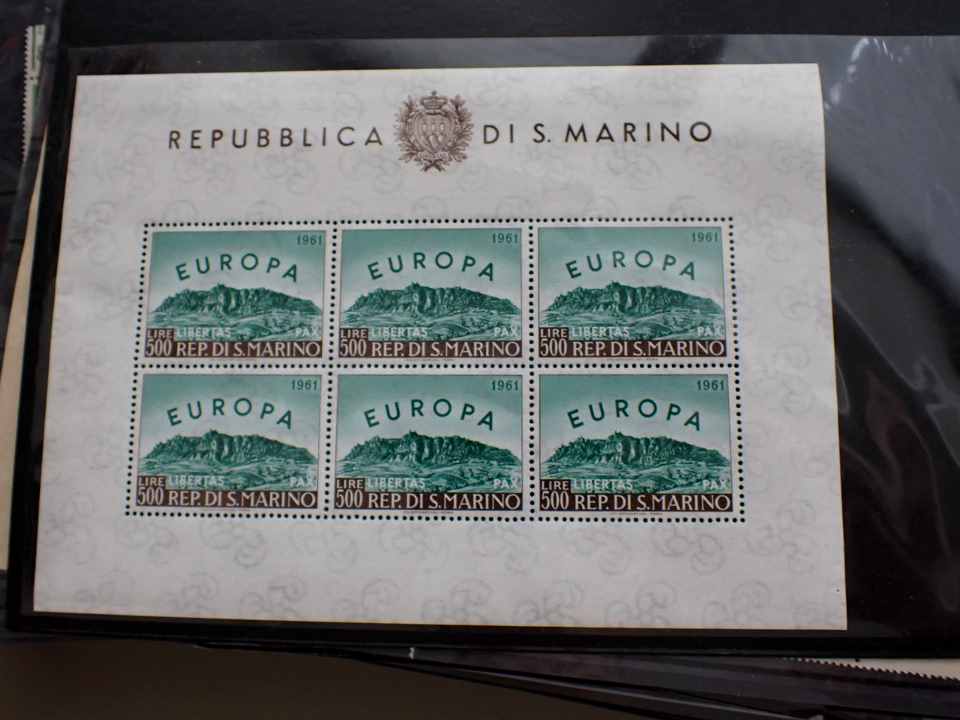 REPUBBLICA DI S. MARINO
1961 1961 1961
EUROPA EUROPA EUROPA
LIRE LIBERTAS PAX LIRE LIBERTAS PAX LIRE LIBERTAS PAX
500 REP. DI S. MARINO 500 REP. DI S. MARINO 500 REP. DI S. MARINO
1961 1961 1961
EUROPA EUROPA EUROPA
LIRE LIBERTAS PAX LIRE LIBERTAS PAX LIRE LIBERTAS PAX
500 REP. DI S. MARINO 500 REP. DI S. MARINO 500 REP. DI S. MARINO